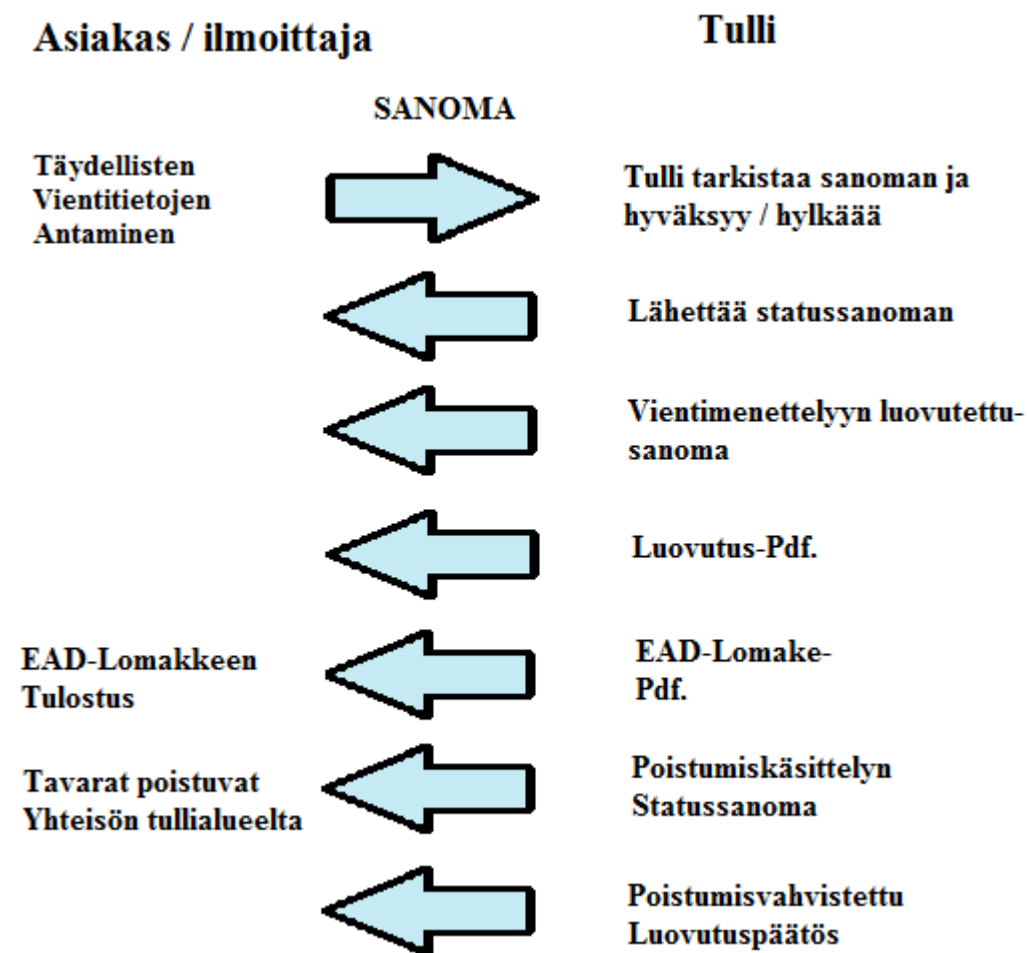 Asiakas / ilmoittaja
Tulli
SANOMA
Täydellisten
Vientitietojen
Antaminen
Tulli tarkistaa sanoman ja
hyväksyy / hylkäää
Lähettää statussanoman
Vientimenettelyyn luovutettu-
sanoma
Luovutus-Pdf.
EAD-Lomakkeen
Tulostus
EAD-Lomake-
Pdf.
Tavarat poistuvat
Yhteisön tullialueelta
Poistumiskäsittelyn
Statussanoma
Poistumisvahvistettu
Luovutuspäätös